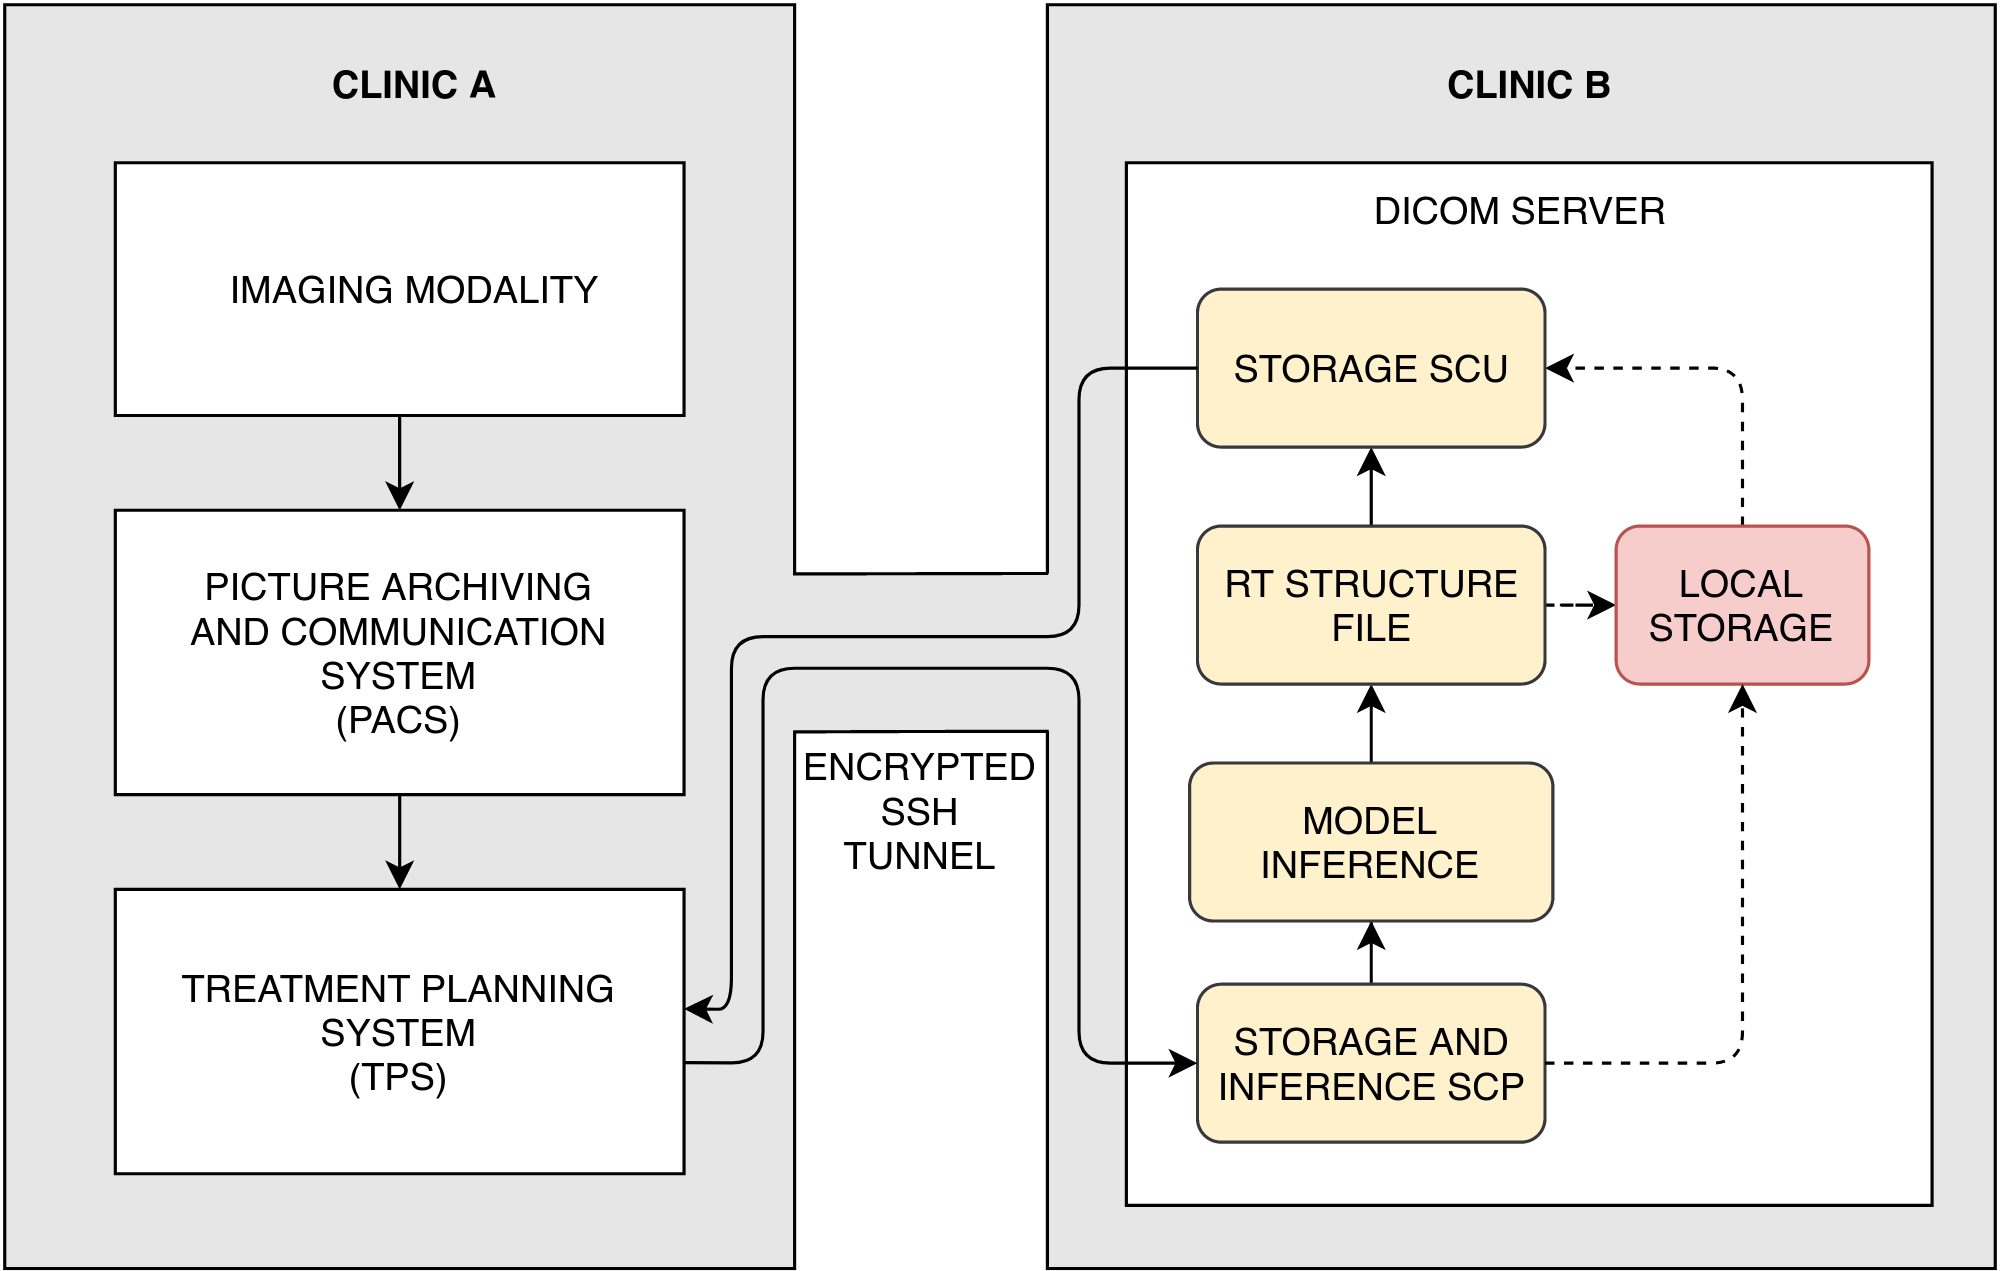 CLINIC A
IMAGING MODALITY
PICTURE ARCHIVING
AND COMMUNICATION
SYSTEM
(PACS)
TREATMENT PLANNING
SYSTEM
(TPS)
ENCRYPTED
SSH
TUNNEL
CLINIC B
DICOM SERVER
STORAGE SCU
RT STRUCTURE
FILE
LOCAL
STORAGE
MODEL
INFERENCE
STORAGE AND
INFERENCE SCP